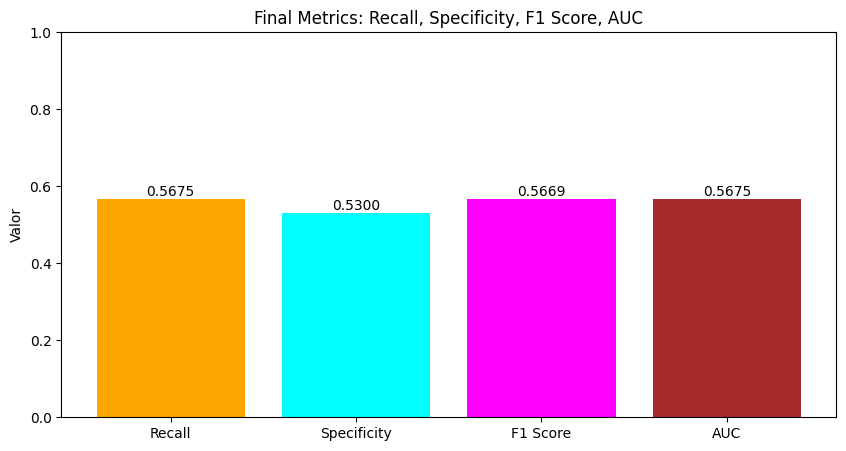 Final Metrics: Recall, Specificity, F1 Score, AUC
Valor
1.0
0.8
0.6
0.4
0.2
0.0
0.5675
0.5300
0.5669
0.5675
Recall
Specificity
F1 Score
AUC